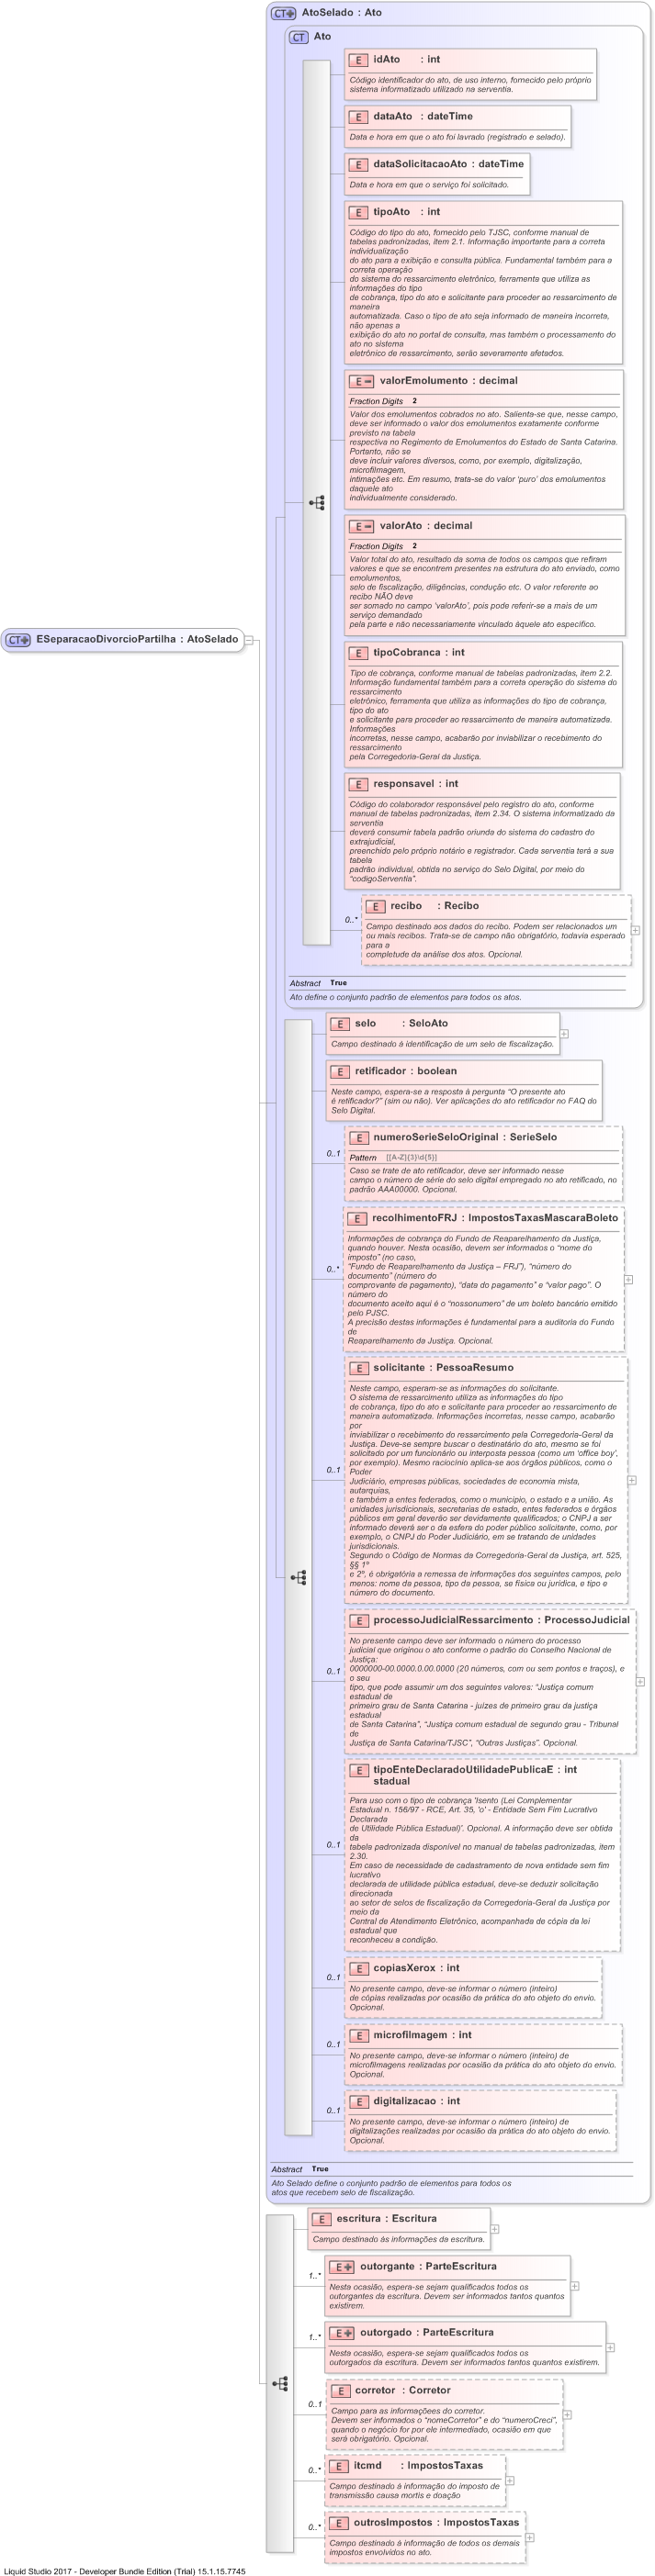 CT AtoSelado : Ato
CT Ato
E idAto : int
Código identificador do ato, de uso interno, fornecido pelo próprio
sistema informatizado utilizado na serventia.
E dataAto : dateTime
Data e hora em que o ato foi lavrado (registrado e selado).
E dataSolicitacaoAto : dateTime
Data e hora em que o serviço foi solicitado.
E tipoAto : int
Código do tipo do ato, fornecido pelo TJSC, conforme manual de
tabelas padronizadas, item 2.1. Informação importante para a correta
individualização
do ato para a exibição e consulta pública. Fundamental também para a
correta operação
do sistema do ressarcimento eletrônico, ferramenta que utiliza as
informações do tipo
de cobrança, tipo do ato e solicitante para proceder ao ressarcimento de
maneira
automatizada. Caso o tipo de ato seja informado de maneira incorreta,
não apenas a
exibição do ato no portal de consulta, mas também o processamento do
ato no sistema
eletrônico de ressarcimento, serão severamente afetados.
E valorEmolumento : decimal
Fraction Digits 2
Valor dos emolumentos cobrados no ato. Salienta-se que, nesse campo,
deve ser informado o valor dos emolumentos exatamente conforme
previsto na tabela
respectiva no Regimento de Emolumentos do Estado de Santa Catarina.
Portanto, não se
deve incluir valores diversos, como, por exemplo, digitalização,
microfilmagem,
intimações etc. Em resumo, trata-se do valor 'puro' dos emolumentos
daquele ato
individualmente considerado.
E valorAto : decimal
Fraction Digits 2
Valor total do ato, resultado da soma de todos os campos que refiram
valores e que se encontrem presentes na estrutura do ato enviado, como
emolumentos,
selo de fiscalização, diligências, condução etc. O valor referente ao
recibo NÃO deve
ser somado no campo 'valorAto', pois pode referir-se a mais de um
serviço demandado
pela parte e não necessariamente vinculado àquele ato específico.
CT ESeparacaoDivorcioPartilha : AtoSelado
E tipoCobranca : int
Tipo de cobrança, conforme manual de tabelas padronizadas, item 2.2.
Informação fundamental também para a correta operação do sistema do
ressarcimento
eletrônico, ferramenta que utiliza as informações do tipo de cobrança,
tipo do ato
e solicitante para proceder ao ressarcimento de maneira automatizada.
Informações
incorretas, nesse campo, acabarão por inviabilizar o recebimento do
ressarcimento
pela Corregedoria-Geral da Justiça.
E responsavel : int
Código do colaborador responsável pelo registro do ato, conforme
manual de tabelas padronizadas, item 2.34. O sistema informatizado da
serventia
deverá consumir tabela padrão oriunda do sistema do cadastro do
extrajudicial,
preenchido pelo próprio notário e registrador. Cada serventia terá a sua
tabela
padrão individual, obtida no serviço do Selo Digital, por meio do
"codigoServentia".
E recibo : Recibo
0..*
Campo destinado aos dados do recibo. Podem ser relacionados um
ou mais recibos. Trata-se de campo não obrigatório, todavia esperado
para a
completude da análise dos atos. Opcional.
Abstract True
Ato define o conjunto padrão de elementos para todos os atos.
E selo : SeloAto
Campo destinado à identificação de um selo de fiscalização.
E retificador : boolean
Neste campo, espera-se a resposta à pergunta "O presente ato
é retificador?" (sim ou não). Ver aplicações do ato retificador no FAQ do
Selo Digital.
E numeroSerieSeloOriginal : SerieSelo
0..1
Pattern [[A-Z]{3}\d{5}]
Caso se trate de ato retificador, deve ser informado nesse
campo o número de série do selo digital empregado no ato retificado, no
padrão AAA00000. Opcional.
E recolhimentoFRJ : ImpostosTaxasMascaraBoleto
0..*
Informações de cobrança do Fundo de Reaparelhamento da Justiça,
quando houver. Nesta ocasião, devem ser informados o "nome do
imposto" (no caso,
"Fundo de Reaparelhamento da Justiça – FRJ"), "número do
documento" (número do
comprovante de pagamento), "data do pagamento" e "valor pago". O
número do
documento aceito aqui é o "nossonumero" de um boleto bancário emitido
pelo PJSC.
A precisão destas informações é fundamental para a auditoria do Fundo
de
Reaparelhamento da Justiça. Opcional.
E solicitante : PessoaResumo
0..1
Neste campo, esperam-se as informações do solicitante.
O sistema de ressarcimento utiliza as informações do tipo
de cobrança, tipo do ato e solicitante para proceder ao ressarcimento de
maneira automatizada. Informações incorretas, nesse campo, acabarão
por
inviabilizar o recebimento do ressarcimento pela Corregedoria-Geral da
Justiça. Deve-se sempre buscar o destinatário do ato, mesmo se foi
solicitado por um funcionário ou interposta pessoa (como um 'office boy',
por exemplo). Mesmo raciocínio aplica-se aos órgãos públicos, como o
Poder
Judiciário, empresas públicas, sociedades de economia mista,
autarquias,
e também a entes federados, como o município, o estado e a união. As
unidades jurisdicionais, secretarias de estado, entes federados e órgãos
públicos em geral deverão ser devidamente qualificados; o CNPJ a ser
informado deverá ser o da esfera do poder público solicitante, como, por
exemplo, o CNPJ do Poder Judiciário, em se tratando de unidades
jurisdicionais.
Segundo o Código de Normas da Corregedoria-Geral da Justiça, art. 525,
§§ 1º
e 2º, é obrigatória a remessa de informações dos seguintes campos, pelo
menos: nome da pessoa, tipo da pessoa, se física ou jurídica, e tipo e
número do documento.
E processoJudicialRessarcimento : ProcessoJudicial
0..1
No presente campo deve ser informado o número do processo
judicial que originou o ato conforme o padrão do Conselho Nacional de
Justiça:
0000000-00.0000.0.00.0000 (20 números, com ou sem pontos e traços), e
o seu
tipo, que pode assumir um dos seguintes valores: "Justiça comum
estadual de
primeiro grau de Santa Catarina - juízes de primeiro grau da justiça
estadual
de Santa Catarina", "Justiça comum estadual de segundo grau - Tribunal
de
Justiça de Santa Catarina/TJSC", "Outras Justiças". Opcional.
E tipoEnteDeclaradoUtilidadePublicaE : int
stadual
0..1
Para uso com o tipo de cobrança 'Isento (Lei Complementar
Estadual n. 156/97 - RCE, Art. 35, 'o' - Entidade Sem Fim Lucrativo
Declarada
de Utilidade Pública Estadual)'. Opcional. A informação deve ser obtida
da
tabela padronizada disponível no manual de tabelas padronizadas, item
2.30.
Em caso de necessidade de cadastramento de nova entidade sem fim
lucrativo
declarada de utilidade pública estadual, deve-se deduzir solicitação
direcionada
ao setor de selos de fiscalização da Corregedoria-Geral da Justiça por
meio da
Central de Atendimento Eletrônico, acompanhada de cópia da lei
estadual que
reconheceu a condição.
E copiasXerox : int
0..1
No presente campo, deve-se informar o número (inteiro)
de cópias realizadas por ocasião da prática do ato objeto do envio.
Opcional.
E microfilmagem : int
0..1
No presente campo, deve-se informar o número (inteiro) de
microfilmagens realizadas por ocasião da prática do ato objeto do envio.
Opcional.
E digitalizacao : int
0..1
No presente campo, deve-se informar o número (inteiro) de
digitalizações realizadas por ocasião da prática do ato objeto do envio.
Opcional.
Abstract True
Ato Selado define o conjunto padrão de elementos para todos os
atos que recebem selo de fiscalização.
E escritura : Escritura
Campo destinado às informações da escritura.
E outorgante : ParteEscritura
1..*
Nesta ocasião, espera-se sejam qualificados todos os
outorgantes da escritura. Devem ser informados tantos quantos
existirem.
E outorgado : ParteEscritura
1..*
Nesta ocasião, espera-se sejam qualificados todos os
outorgados da escritura. Devem ser informados tantos quantos existirem.
E corretor : Corretor
0..1
Campo para as informações do corretor.
Devem ser informados o "nomeCorretor" e do "numeroCreci",
quando o negócio for por ele intermediado, ocasião em que
será obrigatório. Opcional.
E itcmd : ImpostosTaxas
0..*
Campo destinado à informação do imposto de
transmissão causa mortis e doação
E outrosImpostos : ImpostosTaxas
0..*
Campo destinado à informação de todos os demais
impostos envolvidos no ato.
Liquid Studio 2017 - Developer Bundle Edition (Trial) 15.1.15.7745